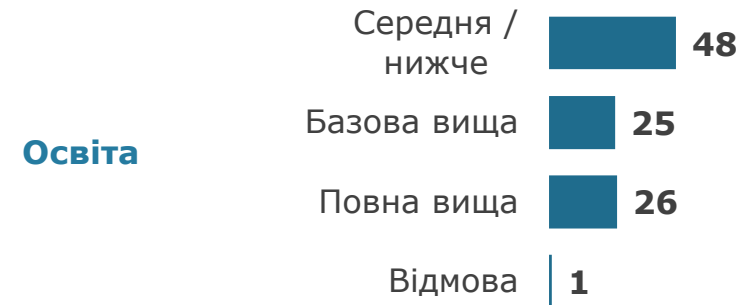 Освіта
Середня /
нижче
48
Базова вища
25
Повна вища
26
Відмова
1